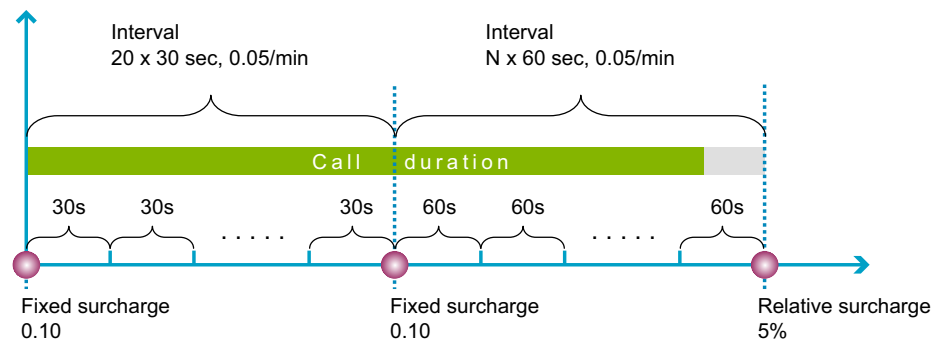 Interval
20 x 30 sec, 0.05/min
Interval
N x 60 sec, 0.05/min
Call duration
30s
30s
. . . . .
30s
60s
60s
. . . . .
60s
Fixed surcharge
0.10
Fixed surcharge
0.10
Relative surcharge
5%